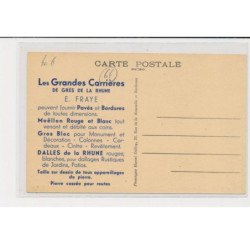 CARTE POSTALE
Les Grandes Carrières
DE GRES DE LA RHUNE
E. FRAYE
peuvent fournir Pavés et Bordures
de toutes dimensions.
Moëllon Rouge et Blanc tout
venant et débité aux coins.
Gros Bloc pour Monument et
Décoration - Colonnes - Cer-
deaux - Cintre - Revêtement
DALLES de la RHUNE rouges,
blanches, pour dallages Rustiques
de Jardins, Patios.
Taille sur dessin de tous appareillages
de pierre.
Pierre cassée pour routes